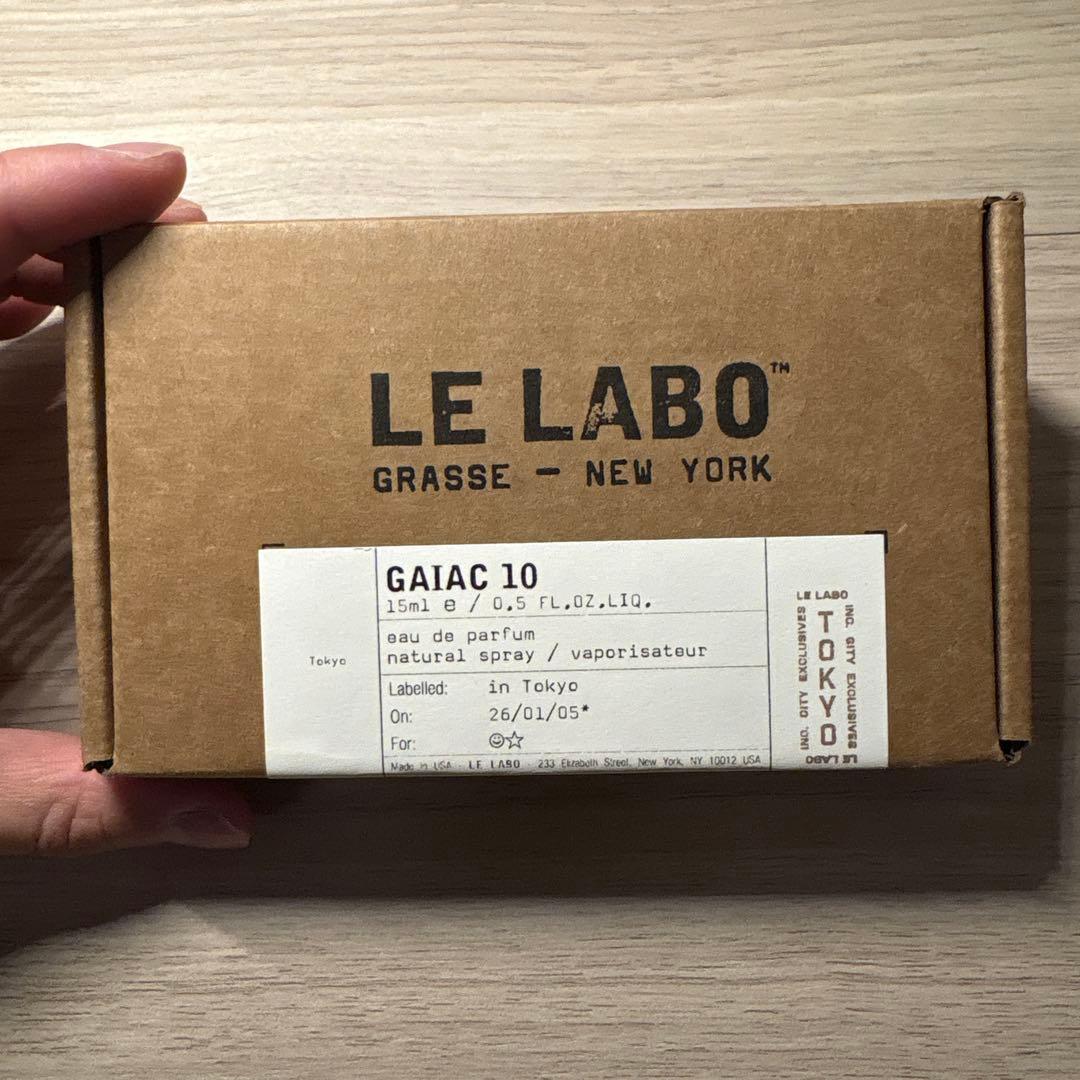 LE LABO™
GRASSE — NEW YORK
GAIAC 10
15ml e / 0.5 FL.OZ.LIQ.
eau de parfum
natural spray / vaporisateur
Tokyo
Labelled: in Tokyo
On: 26/01/05*
For: ☺☆
Made in USA - LE LABO - 233 Elizabeth Street, New York, NY 10012 USA
LE LABO
INC. CITY EXCLUSIVES
TOKYO
INC. CITY EXCLUSIVES
LE LABO